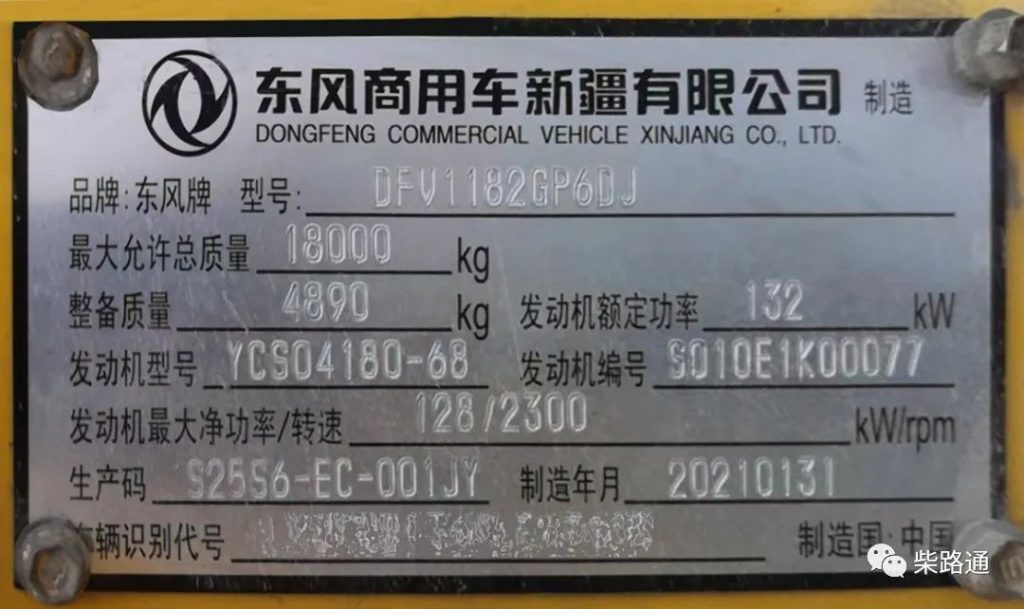 东风商用车新疆有限公司 制造
DONGFENG COMMERCIAL VEHICLE XINJIANG CO., LTD.
品牌:东风牌 型号: DFV1182GP6DJ
最大允许总质量 18000 kg
整备质量 4890 kg 发动机额定功率 132 kW
发动机型号 YCS04180-68 发动机编号 S010E1K00077
发动机最大净功率/转速 128/2300 kW/rpm
生产码 S25S6-EC-001JY 制造年月 20210131
车辆识别代号 制造国:中国
柴路通